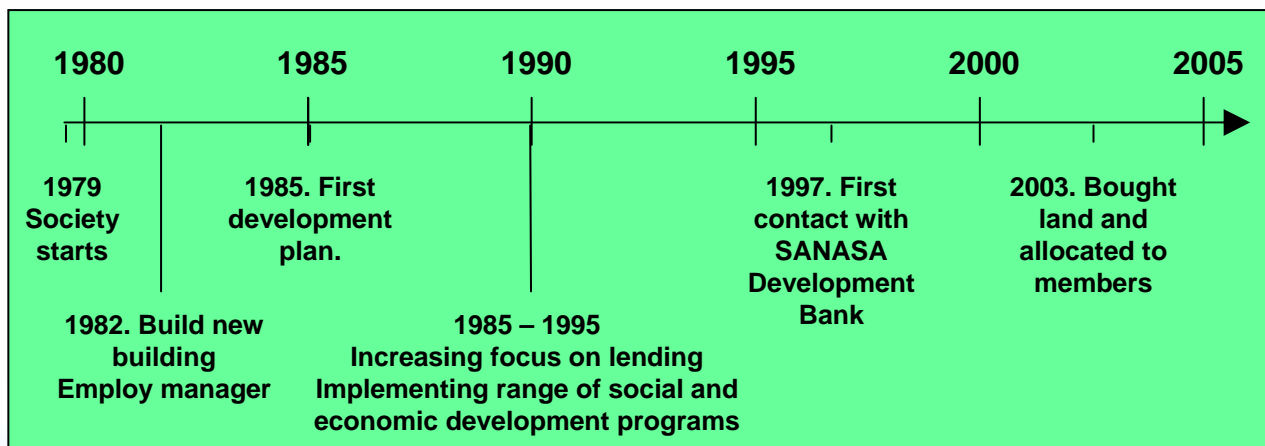 1980
1985
1990
1995
2000
2005
1979
Society
starts
1985. First
development
plan.
1997. First
contact with
SANASA
Development
Bank
2003. Bought
land and
allocated to
members
1982. Build new
building
Employ manager
1985 – 1995
Increasing focus on lending
Implementing range of social and
economic development programs